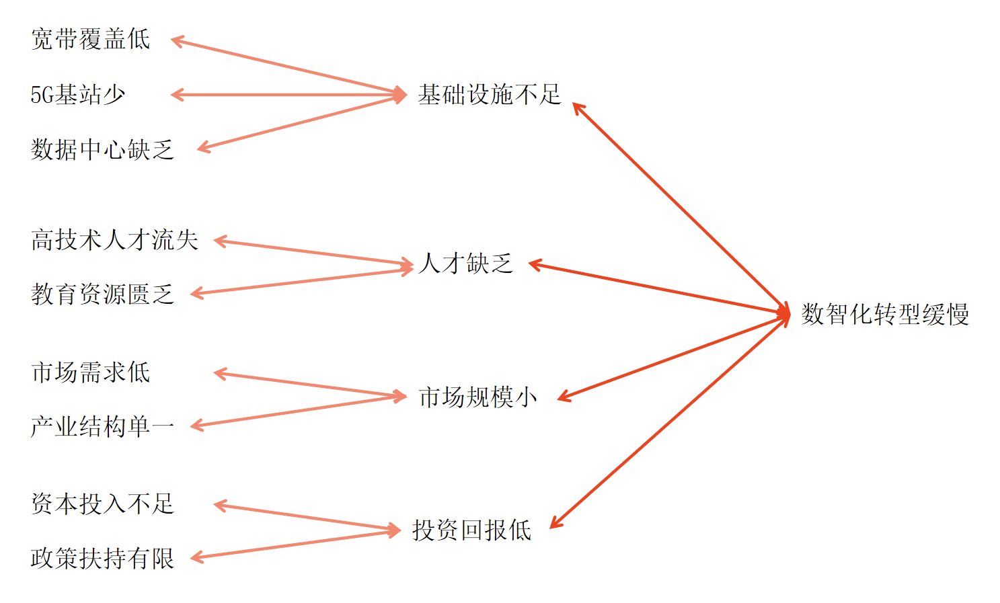 宽带覆盖低
5G基站少
数据中心缺乏
基础设施不足
高技术人才流失
教育资源匮乏
人才缺乏
市场需求低
产业结构单一
市场规模小
资本投入不足
政策扶持有限
投资回报低
数智化转型缓慢